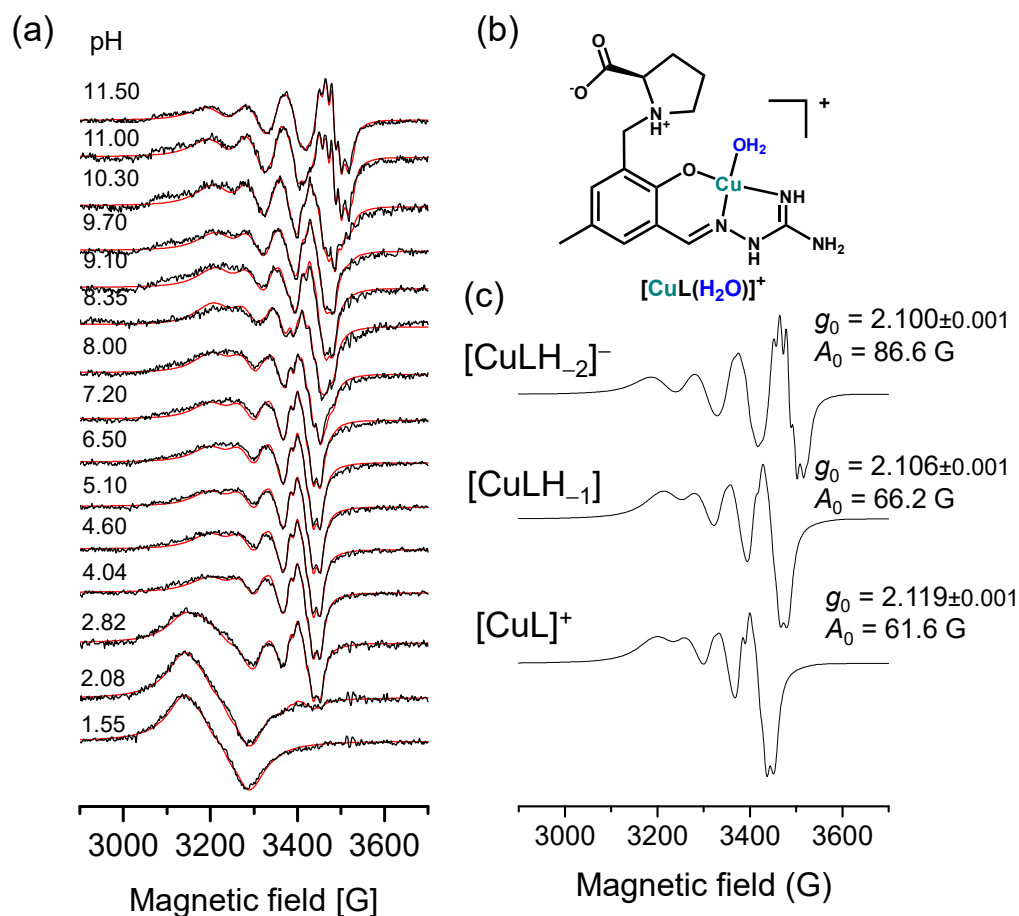 (a)
pH
11.50
11.00
10.30
9.70
9.10
8.35
8.00
7.20
6.50
5.10
4.60
4.04
2.82
2.08
1.55
3000 3200 3400 3600
Magnetic field [G]
(b)
O
⁻O
N
H⁺
+
OH₂
O
Cu
NH
N
N
H
NH₂
[CuL(H₂O)]⁺
(c)
[CuLH₋₂]⁻
g₀ = 2.100±0.001
A₀ = 86.6 G
[CuLH₋₁]
g₀ = 2.106±0.001
A₀ = 66.2 G
[CuL]⁺
g₀ = 2.119±0.001
A₀ = 61.6 G
3000 3200 3400 3600
Magnetic field (G)